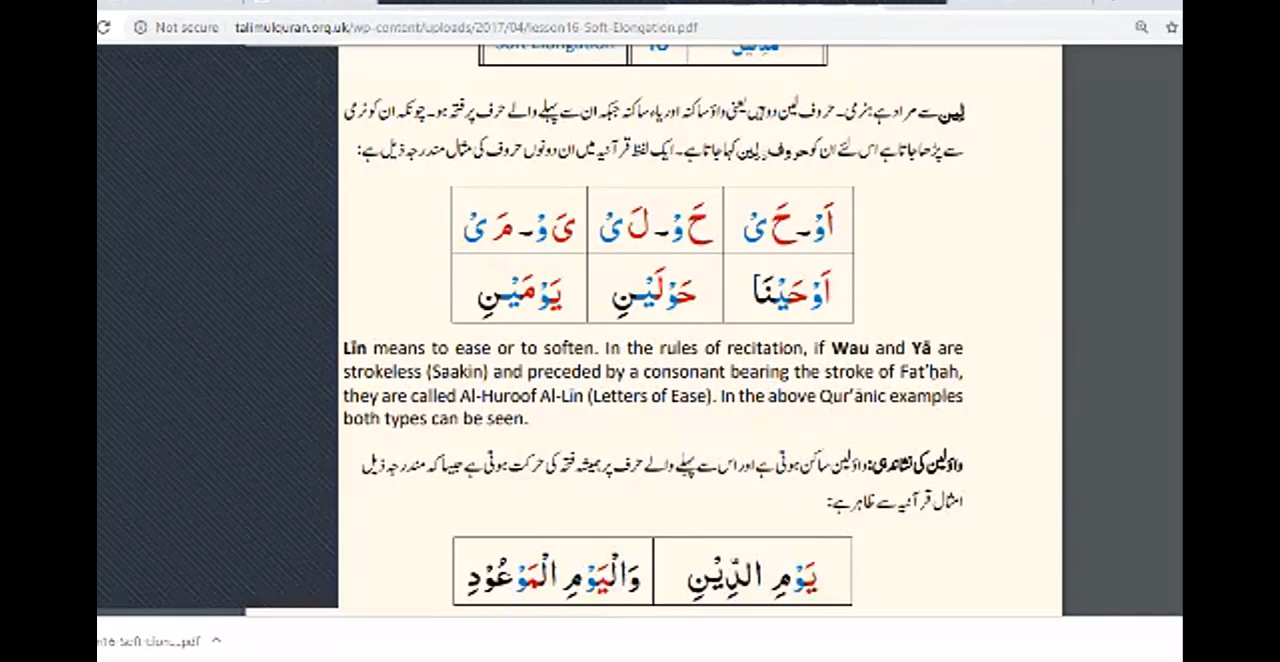 Not secure talimulquran.org.uk/wp-content/uploads/2017/04/lesson16-Soft-Elongation.pdf
Soft Elongation 16 مَدِّلِیْن
لِین سے مراد ہے نرمی۔ حروف لین دو ہیں یعنی واؤ ساکنہ اور یاء ساکنہ جبکہ ان سے پہلے والے حرف پر فتحہ ہو۔ چونکہ ان کو نرمی
سے پڑھا جاتا ہے اس لئے ان کو حروف لین کہا جاتا ہے۔ ایک لفظ قرآنیہ میں ان دونوں حروف کی مثال مندرجہ ذیل ہے:
اَوْ۔حَیْ حَوْ۔لَیْ یَوْ۔مَیْ
اَوْحَیْنَا حَوْلَیْنِ یَوْمَیْنِ
Līn means to ease or to soften. In the rules of recitation, if Wau and Yā are
strokeless (Saakin) and preceded by a consonant bearing the stroke of Fat’ḥah,
they are called Al-Huroof Al-Līn (Letters of Ease). In the above Qur’ānic examples
both types can be seen.
واؤ لین کی نشاندہی: واؤ لین ساکن ہوتی ہے اور اس سے پہلے والے حرف پر ہمیشہ فتحہ کی حرکت ہوتی ہے جیسا کہ مندرجہ ذیل
امثال قرآنیہ سے ظاہر ہے:
یَوْمِ الدِّیْنِ وَالْیَوْمِ الْمَوْعُوْدِ